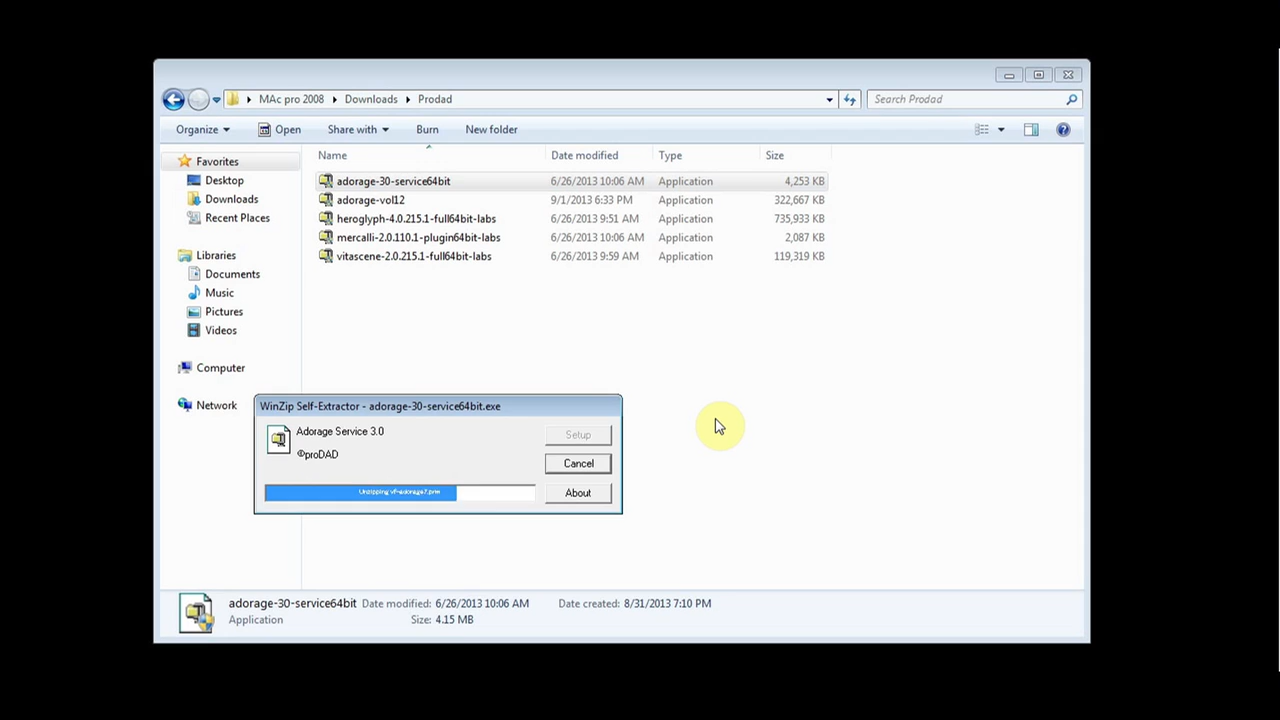 MAc pro 2008 Downloads Prodad Search Prodad
Organize Open Share with Burn New folder
Name Date modified Type Size
Favorites
Desktop
Downloads
Recent Places
Libraries
Documents
Music
Pictures
Videos
Computer
Network
adorage-30-service64bit 6/26/2013 10:06 AM Application 4,253 KB
adorage-vol12 9/1/2013 6:33 PM Application 322,667 KB
heroglyph-4.0.215.1-full64bit-labs 6/26/2013 9:51 AM Application 735,933 KB
mercalli-2.0.110.1-plugin64bit-labs 6/26/2013 10:06 AM Application 2,087 KB
vitascene-2.0.215.1-full64bit-labs 6/26/2013 9:59 AM Application 119,319 KB
WinZip Self-Extractor - adorage-30-service64bit.exe
Adorage Service 3.0
©proDAD
Setup
Cancel
About
Unzipping vf-adorage7.prm
adorage-30-service64bit Date modified: 6/26/2013 10:06 AM Date created: 8/31/2013 7:10 PM
Application Size: 4.15 MB